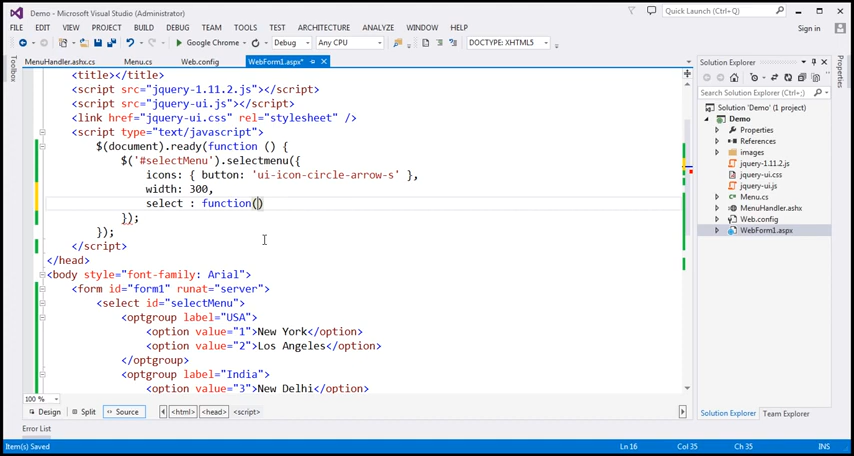 Demo - Microsoft Visual Studio (Administrator)
Quick Launch (Ctrl+Q)
FILE EDIT VIEW PROJECT BUILD DEBUG TEAM TOOLS TEST ARCHITECTURE ANALYZE WINDOW HELP
Sign in
Google Chrome Debug Any CPU DOCTYPE: XHTML5
Toolbox
MenuHandler.ashx.cs Menu.cs Web.config WebForm1.aspx*
<title></title>
<script src="jquery-1.11.2.js"></script>
<script src="jquery-ui.js"></script>
<link href="jquery-ui.css" rel="stylesheet" />
<script type="text/javascript">
$(document).ready(function () {
$('#selectMenu').selectmenu({
icons: { button: 'ui-icon-circle-arrow-s' },
width: 300,
select : function()
});
});
</script>
</head>
<body style="font-family: Arial">
<form id="form1" runat="server">
<select id="selectMenu">
<optgroup label="USA">
<option value="1">New York</option>
<option value="2">Los Angeles</option>
</optgroup>
<optgroup label="India">
<option value="3">New Delhi</option>
100 %
Design Split Source <html> <head> <script>
Error List
Item(s) Saved Ln 16 Col 35 Ch 35 INS
Solution Explorer
Search Solution Explorer (Ctrl+;)
Solution 'Demo' (1 project)
Demo
Properties
References
images
jquery-1.11.2.js
jquery-ui.css
jquery-ui.js
Menu.cs
MenuHandler.ashx
Web.config
WebForm1.aspx
Solution Explorer Team Explorer
Properties